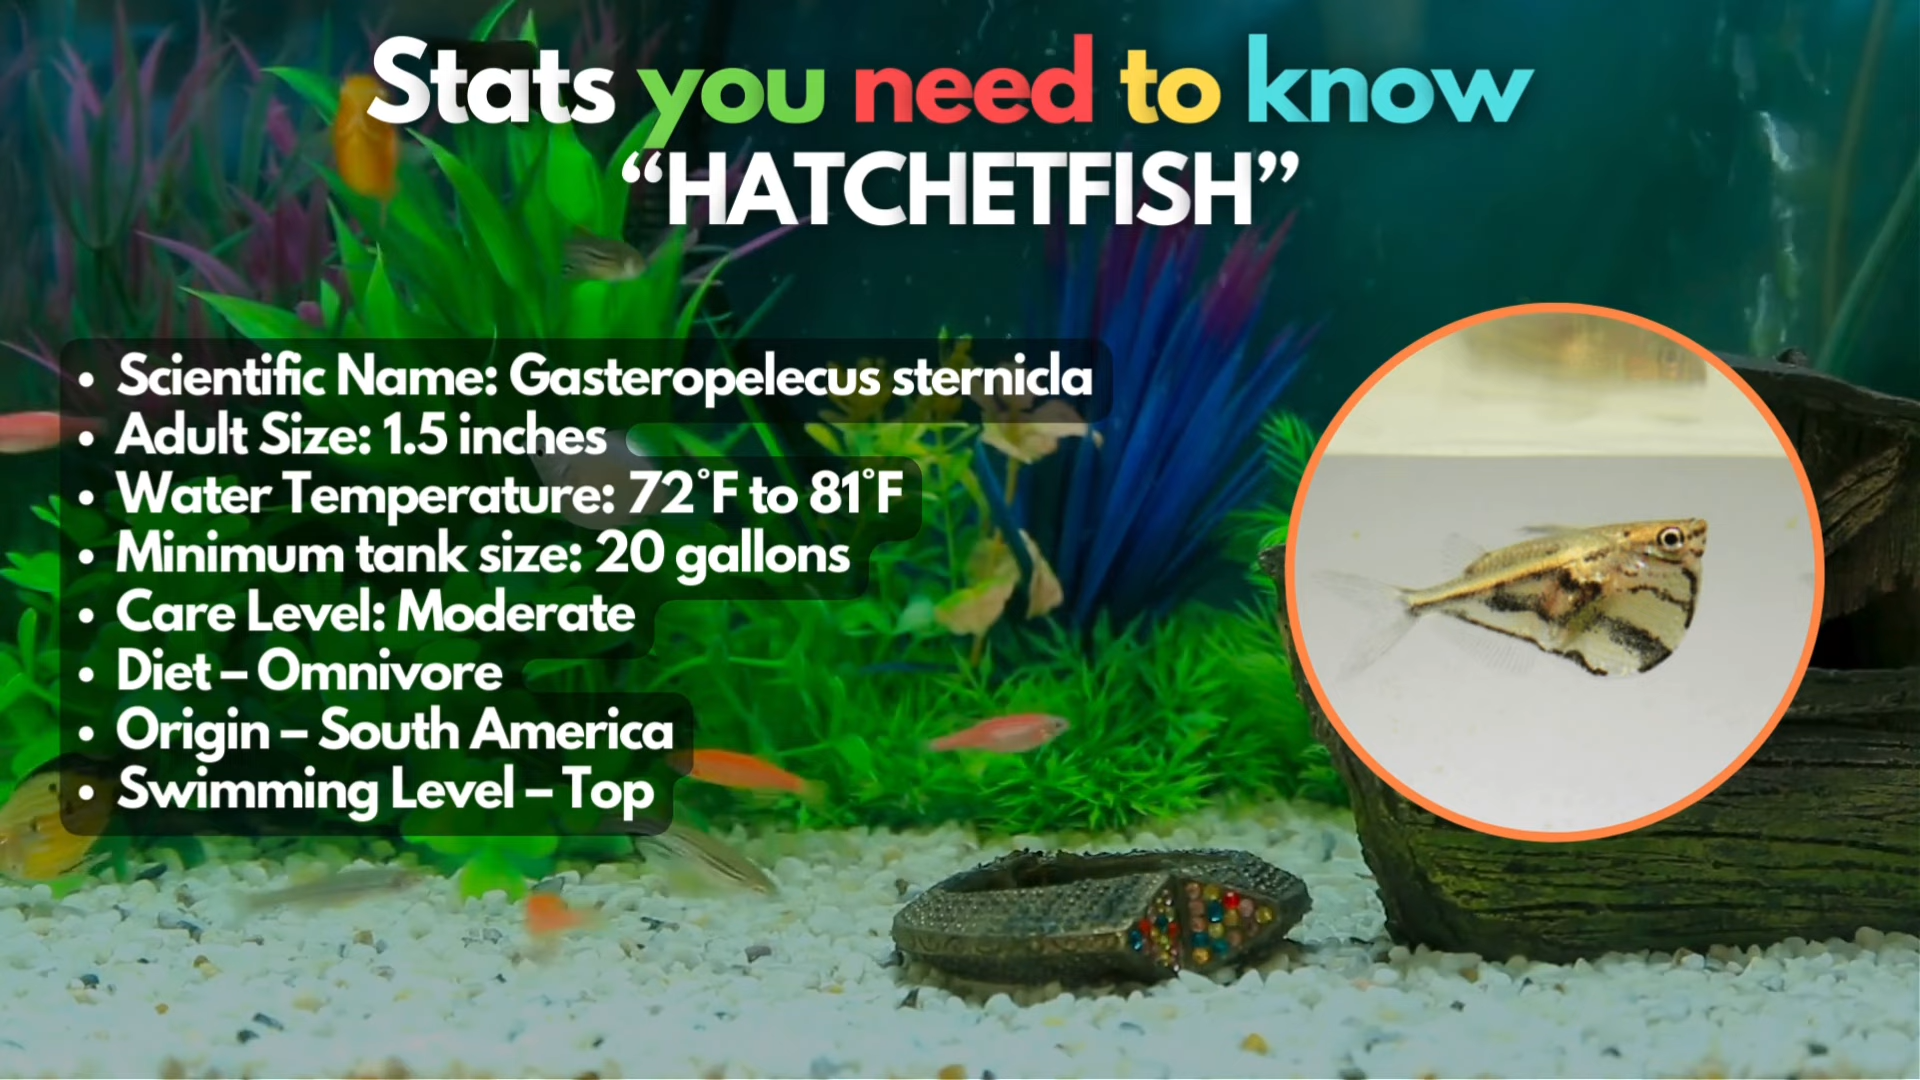 Stats you need to know
“HATCHETFISH”
• Scientific Name: Gasteropelecus sternicla
• Adult Size: 1.5 inches
• Water Temperature: 72°F to 81°F
• Minimum tank size: 20 gallons
• Care Level: Moderate
• Diet – Omnivore
• Origin – South America
• Swimming Level – Top